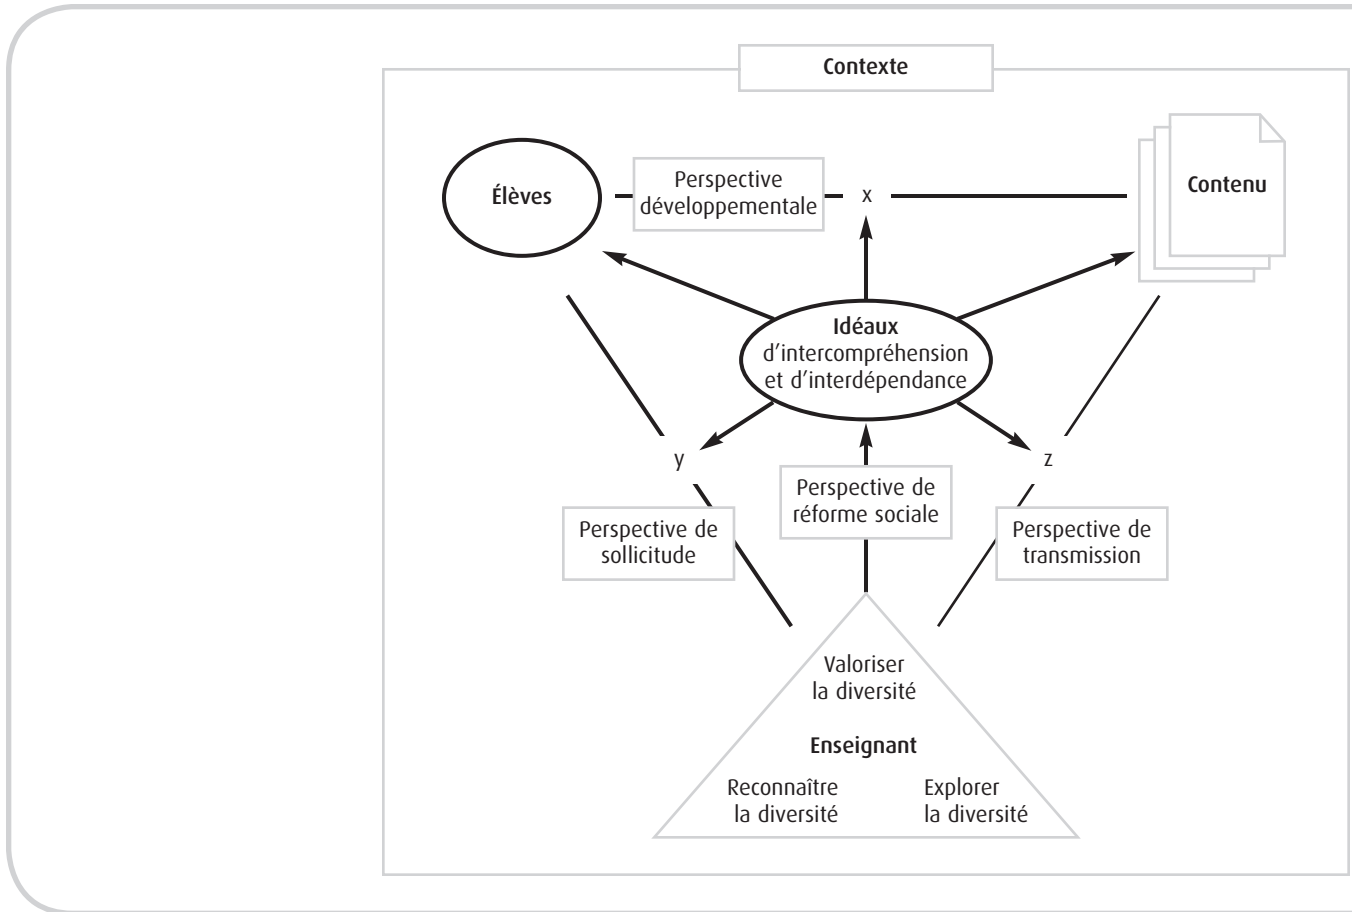 Contexte
Élèves
Perspective
développementale
x
Contenu
Idéaux
d'intercompréhension
et d'interdépendance
y
z
Perspective de
réforme sociale
Perspective de
sollicitude
Perspective de
transmission
Valoriser
la diversité
Enseignant
Reconnaître
la diversité
Explorer
la diversité